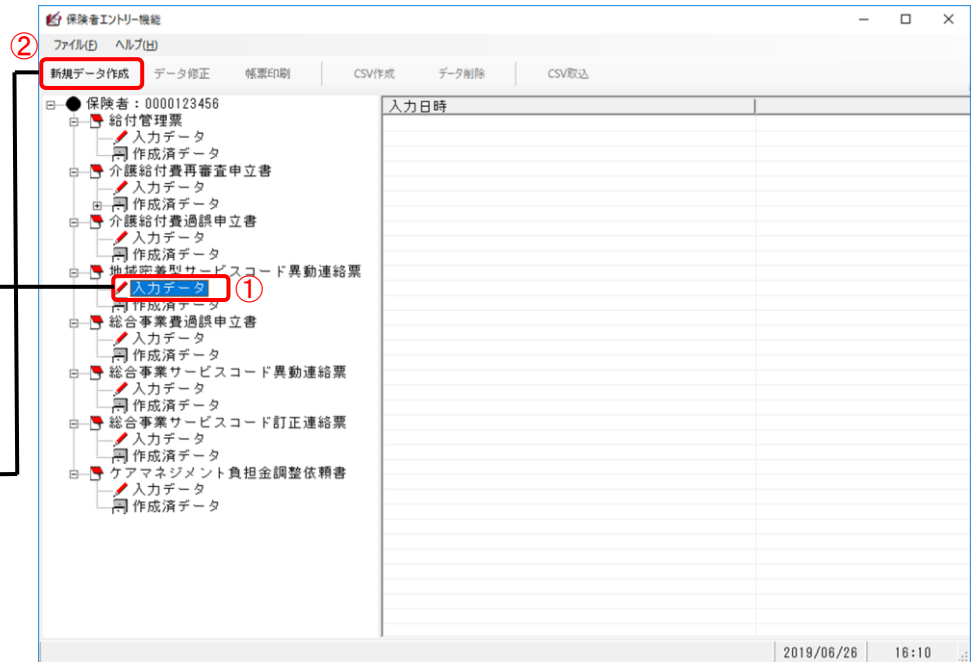 保険者エントリー機能
②
ファイル(F) ヘルプ(H)
新規データ作成 データ修正 帳票印刷 CSV作成 データ削除 CSV取込
保険者：0000123456
入力日時
給付管理票
入力データ
作成済データ
介護給付費再審査申立書
入力データ
作成済データ
介護給付費過誤申立書
入力データ
作成済データ
地域密着型サービスコード異動連絡票
入力データ ①
作成済データ
総合事業費過誤申立書
入力データ
作成済データ
総合事業サービスコード異動連絡票
入力データ
作成済データ
総合事業サービスコード訂正連絡票
入力データ
作成済データ
ケアマネジメント負担金調整依頼書
入力データ
作成済データ
2019/06/26 16:10